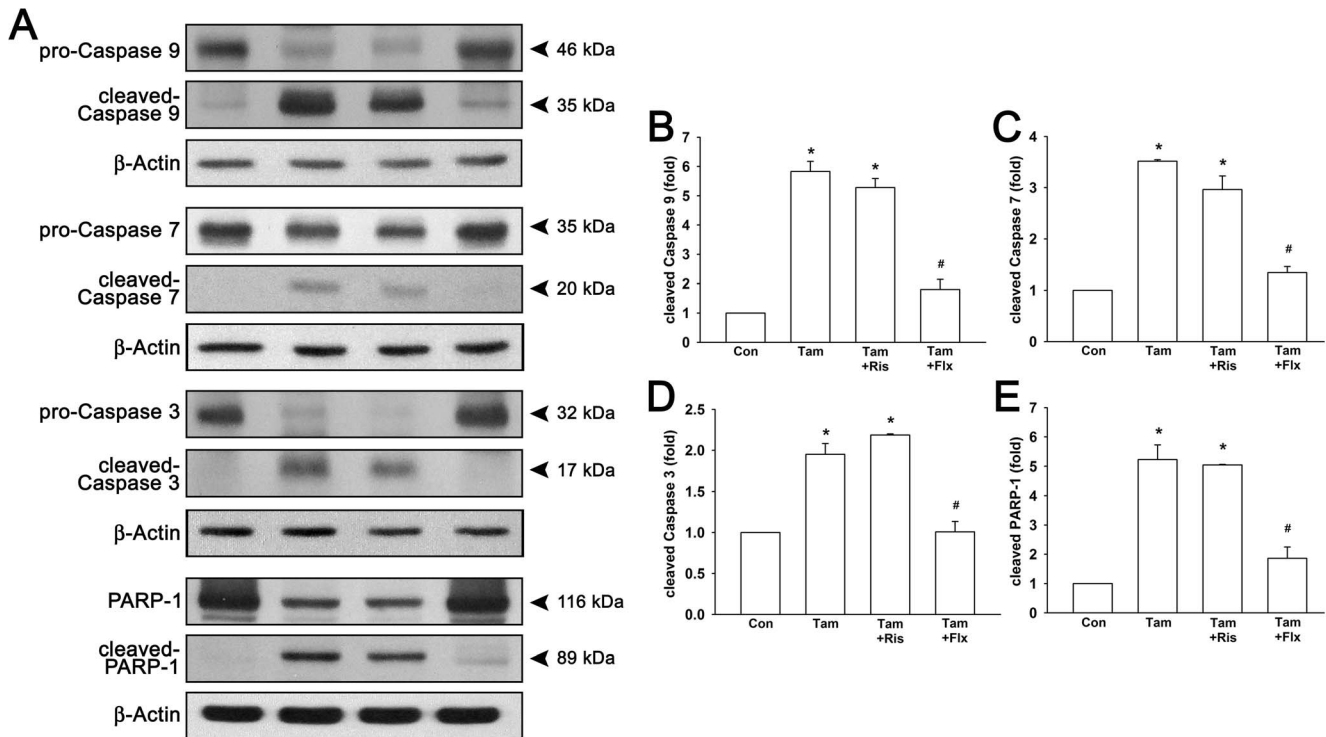 A
pro-Caspase 9
46 kDa
cleaved-
Caspase 9
35 kDa
β-Actin
pro-Caspase 7
35 kDa
cleaved-
Caspase 7
20 kDa
β-Actin
pro-Caspase 3
32 kDa
cleaved-
Caspase 3
17 kDa
β-Actin
PARP-1
116 kDa
cleaved-
PARP-1
89 kDa
β-Actin
B
cleaved Caspase 9 (fold)
7
6
5
4
3
2
1
0
*
*
#
Con
Tam
Tam
+Ris
Tam
+Flx
C
cleaved Caspase 7 (fold)
4
3
2
1
0
*
*
#
Con
Tam
Tam
+Ris
Tam
+Flx
D
cleaved Caspase 3 (fold)
2.5
2.0
1.5
1.0
0.5
0.0
*
*
#
Con
Tam
Tam
+Ris
Tam
+Flx
E
cleaved PARP-1 (fold)
7
6
5
4
3
2
1
0
*
*
#
Con
Tam
Tam
+Ris
Tam
+Flx